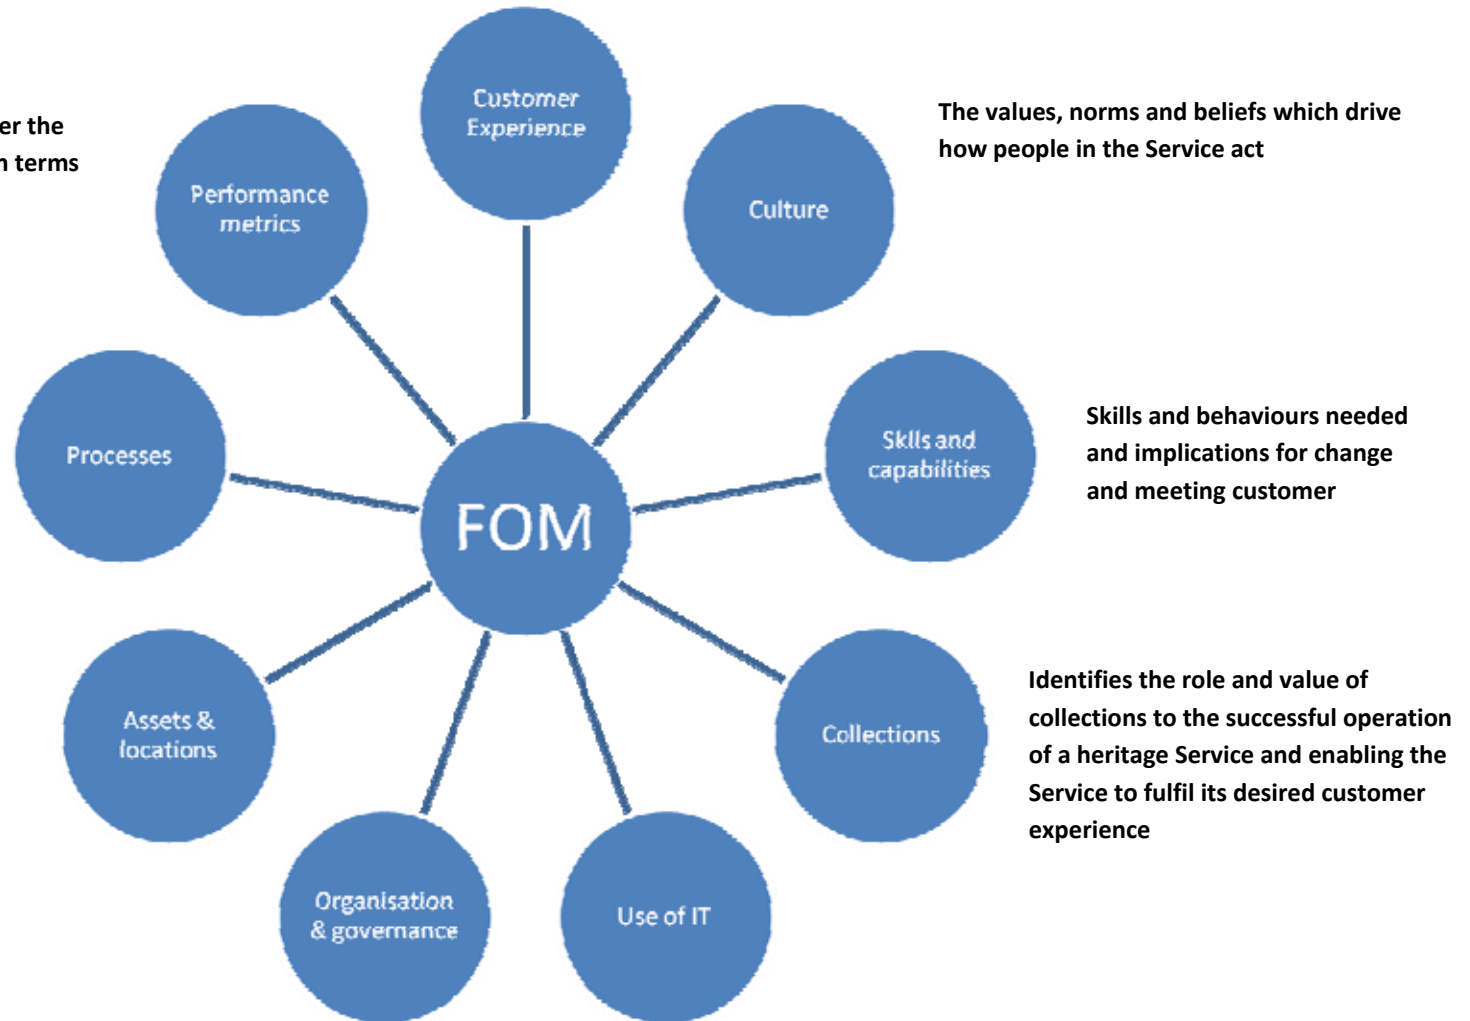 Customer
Experience
The values, norms and beliefs which drive
how people in the Service act
er the
n terms
Performance
metrics
Culture
Processes
Sklls and
capabilities
Skills and behaviours needed
and implications for change
and meeting customer
FOM
Assets &
locations
Collections
Identifies the role and value of
collections to the successful operation
of a heritage Service and enabling the
Service to fulfil its desired customer
experience
Organisation
& governance
Use of IT